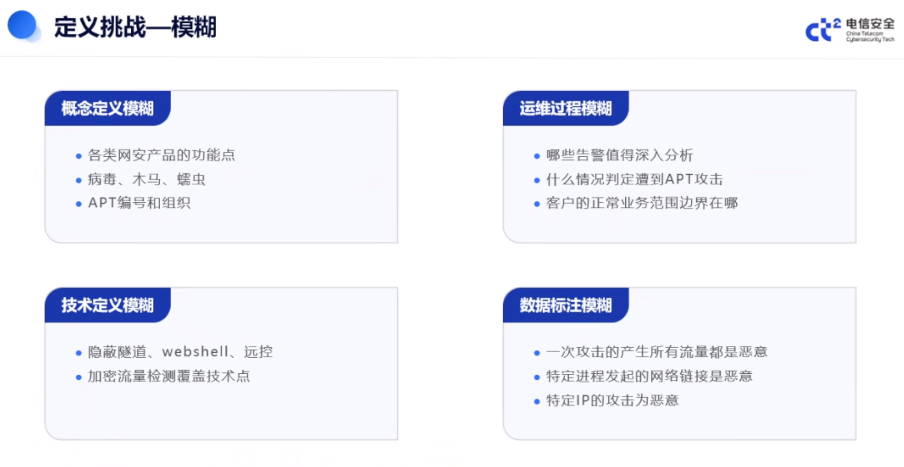 定义挑战—模糊
ct²
电信安全
China Telecom
Cybersecurity Tech
概念定义模糊
各类网安产品的功能点
病毒、木马、蠕虫
APT编号和组织
运维过程模糊
哪些告警值得深入分析
什么情况判定遭到APT攻击
客户的正常业务范围边界在哪
技术定义模糊
隐蔽隧道、webshell、远控
加密流量检测覆盖技术点
数据标注模糊
一次攻击的产生所有流量都是恶意
特定进程发起的网络链接是恶意
特定IP的攻击为恶意